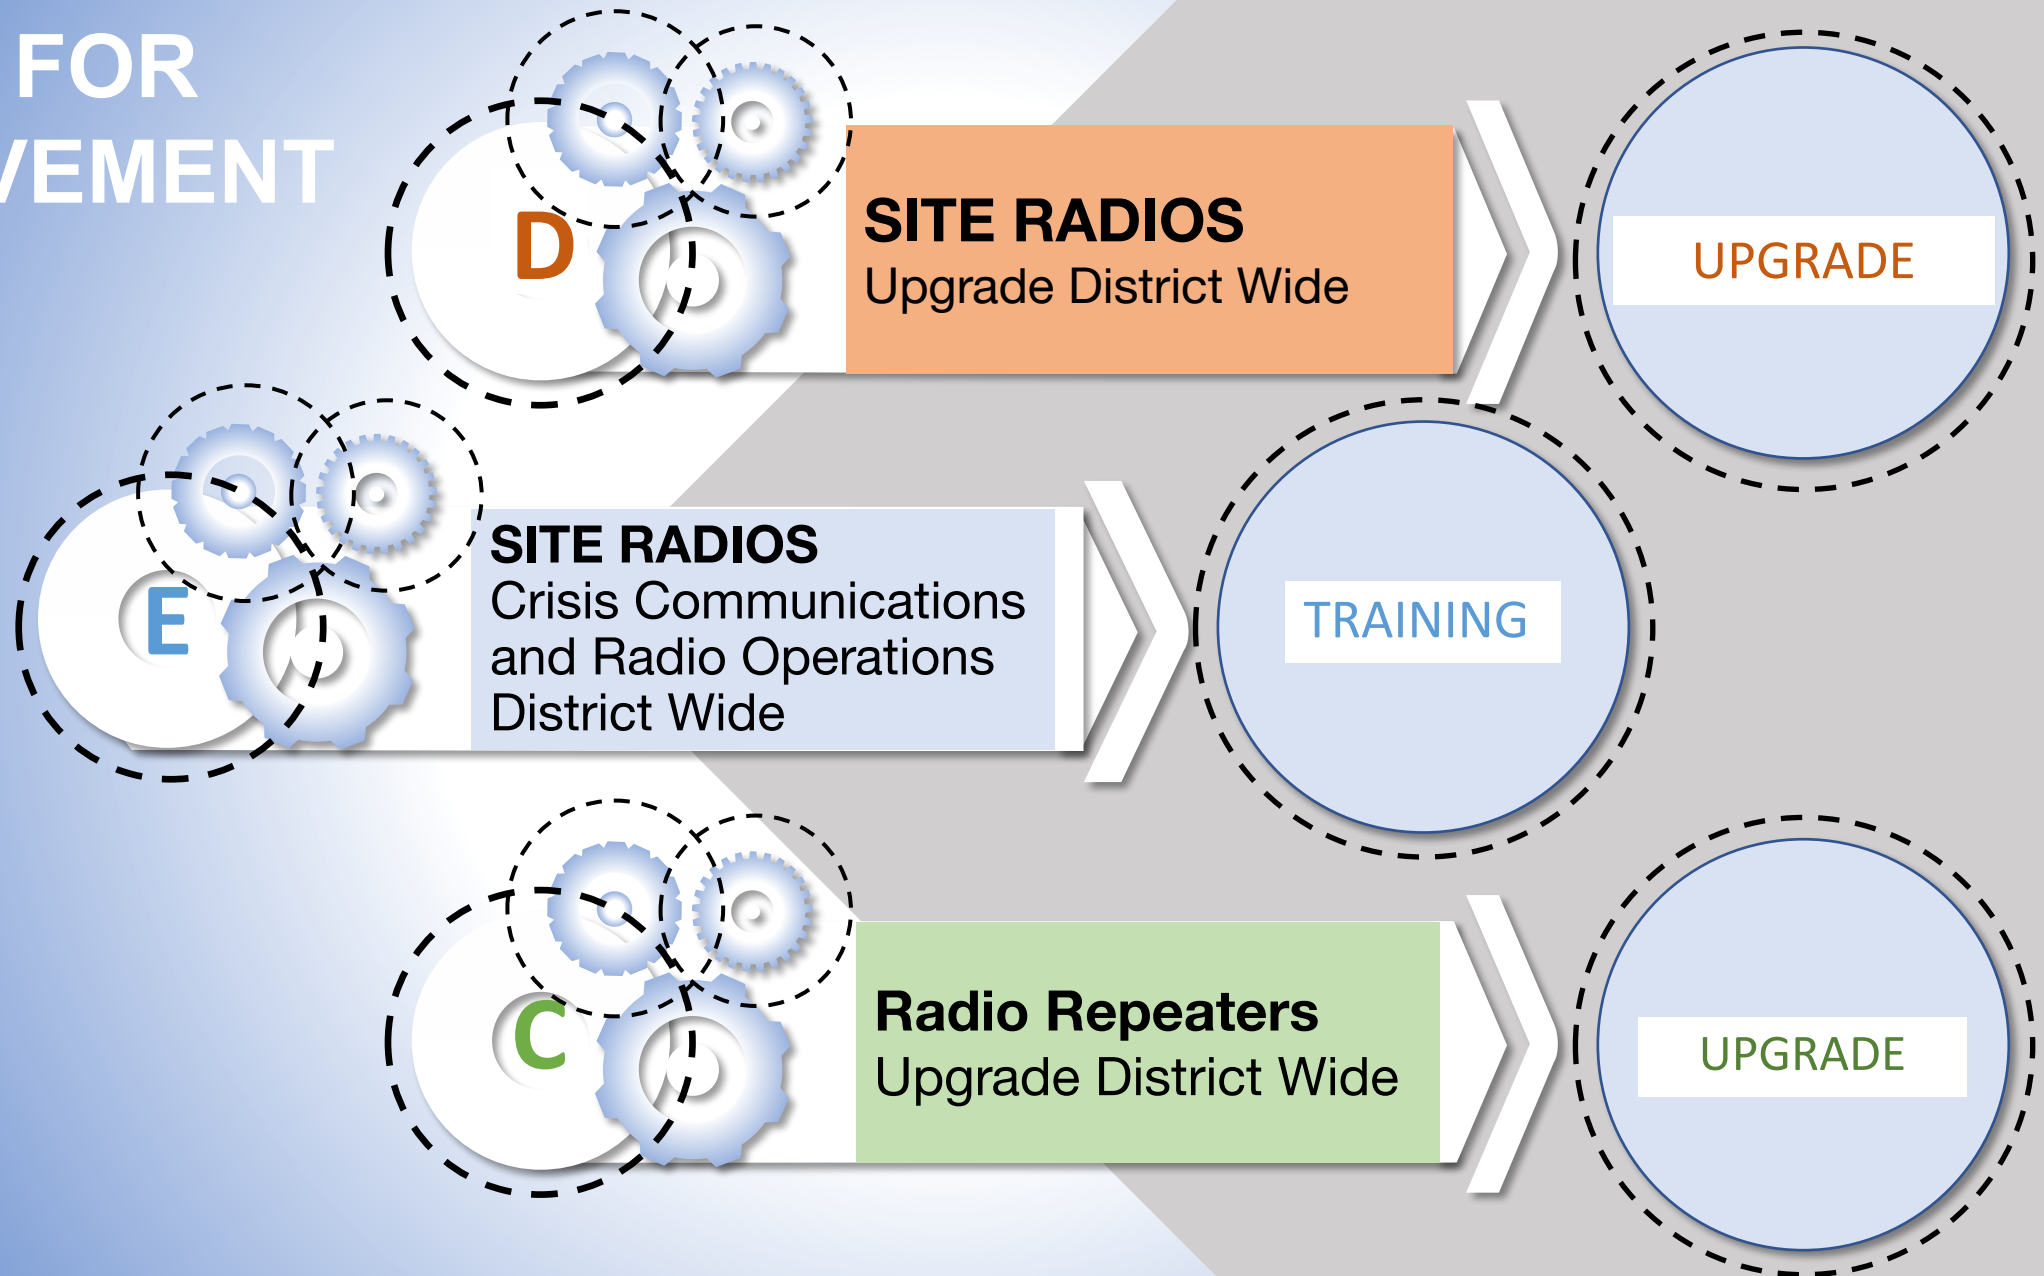 FOR
VEMENT
D
SITE RADIOS
Upgrade District Wide
UPGRADE
E
SITE RADIOS
Crisis Communications
and Radio Operations
District Wide
TRAINING
C
Radio Repeaters
Upgrade District Wide
UPGRADE